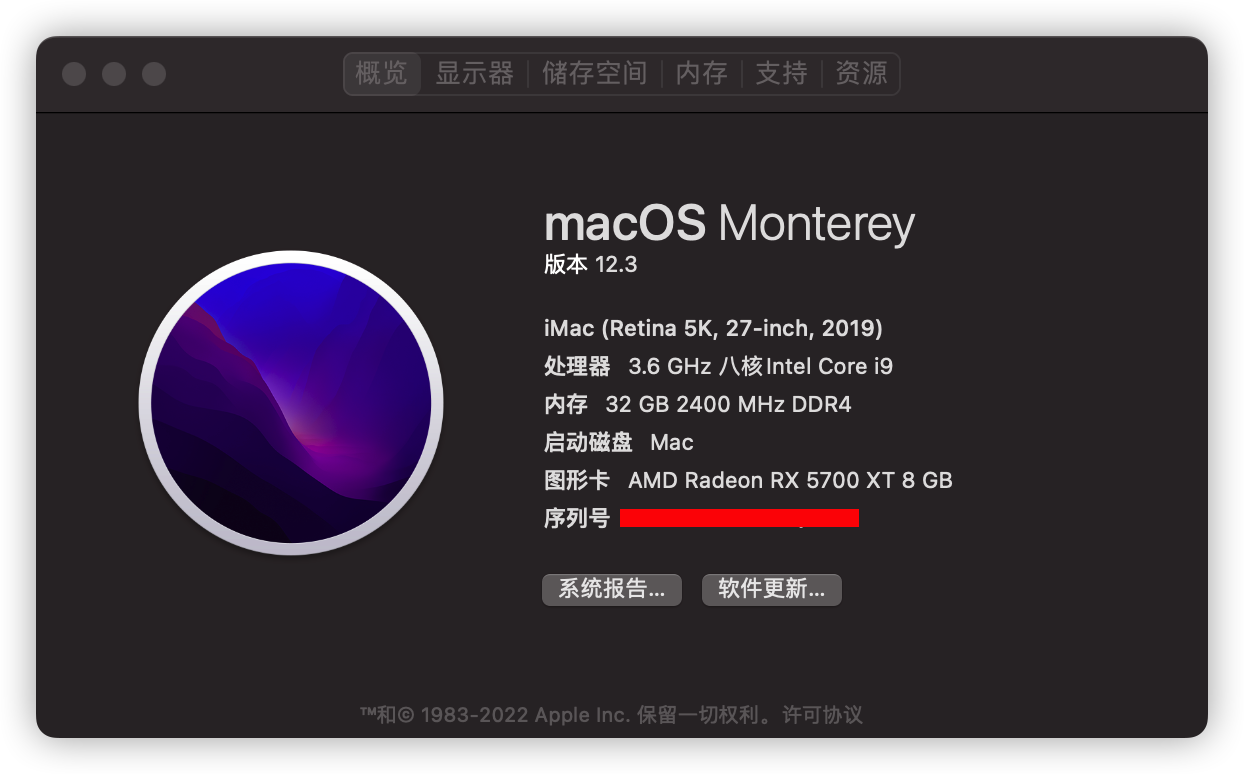 概览 显示器 储存空间 内存 支持 资源
macOS Monterey
版本 12.3
iMac (Retina 5K, 27-inch, 2019)
处理器 3.6 GHz 八核Intel Core i9
内存 32 GB 2400 MHz DDR4
启动磁盘 Mac
图形卡 AMD Radeon RX 5700 XT 8 GB
序列号
系统报告... 软件更新...
™和© 1983-2022 Apple Inc. 保留一切权利。许可协议